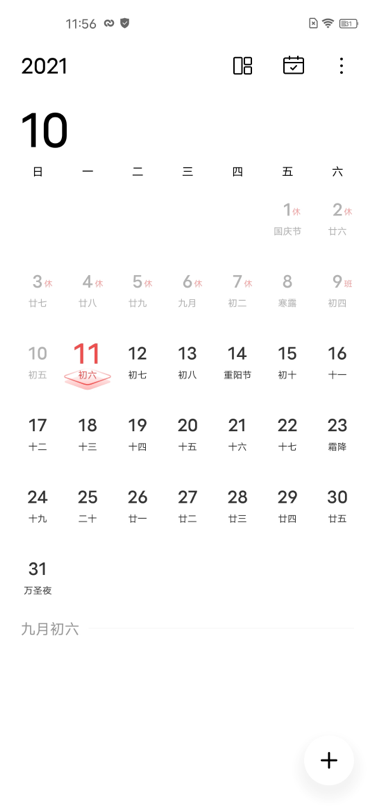 11:56
2021
10
日 一 二 三 四 五 六
1休 2休
国庆节 廿六
3休 4休 5休 6休 7休 8 9班
廿七 廿八 廿九 九月 初二 寒露 初四
10 11 12 13 14 15 16
初五 初六 初七 初八 重阳节 初十 十一
17 18 19 20 21 22 23
十二 十三 十四 十五 十六 十七 霜降
24 25 26 27 28 29 30
十九 二十 廿一 廿二 廿三 廿四 廿五
31
万圣夜
九月初六